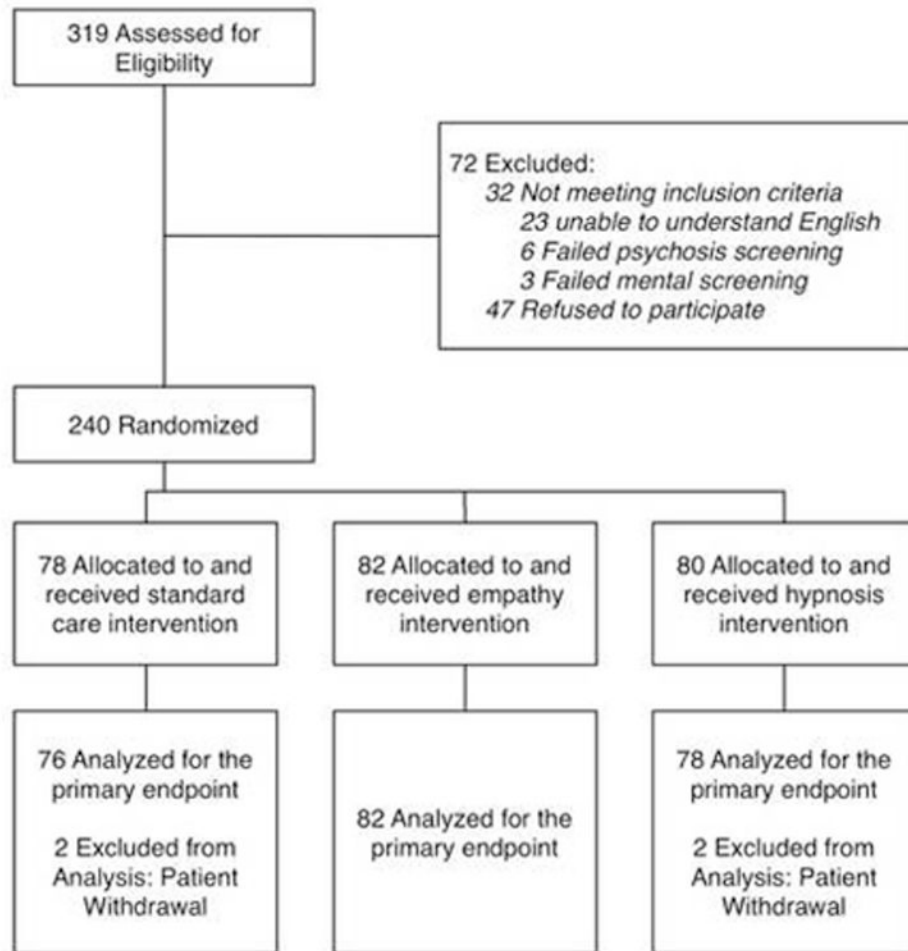 319 Assessed for
Eligibility
72 Excluded:
32 Not meeting inclusion criteria
23 unable to understand English
6 Failed psychosis screening
3 Failed mental screening
47 Refused to participate
240 Randomized
78 Allocated to and
received standard
care intervention
82 Allocated to and
received empathy
intervention
80 Allocated to and
received hypnosis
intervention
76 Analyzed for the
primary endpoint
2 Excluded from
Analysis: Patient
Withdrawal
82 Analyzed for the
primary endpoint
78 Analyzed for the
primary endpoint
2 Excluded from
Analysis: Patient
Withdrawal